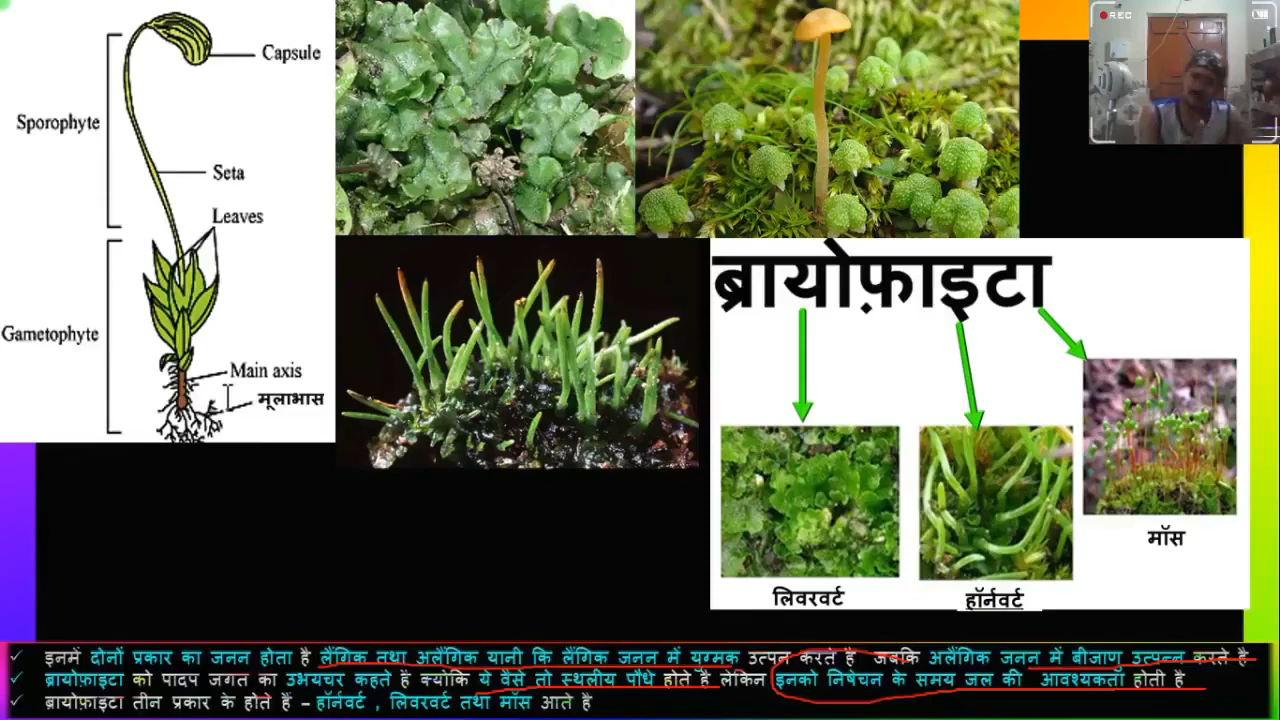 Capsule
Sporophyte
Seta
Leaves
Gametophyte
Main axis
मूलाभास
REC
ब्रायोफ़ाइटा
लिवरवर्ट
हॉर्नवर्ट
मॉस
इनमें दोनों प्रकार का जनन होता है लैंगिक तथा अलैंगिक यानी कि लैंगिक जनन में युग्मक उत्पन करते है जबकि अलैंगिक जनन में बीजाणु उत्पन्न करते है
ब्रायोफ़ाइटा को पादप जगत का उभयचर कहते हैं क्योंकि ये वैसे तो स्थलीय पौधे होते है लेकिन इनको निषेचन के समय जल की आवश्यकता होती है
ब्रायोफ़ाइटा तीन प्रकार के होते हैं – हॉर्नवर्ट , लिवरवर्ट तथा मॉस आते है